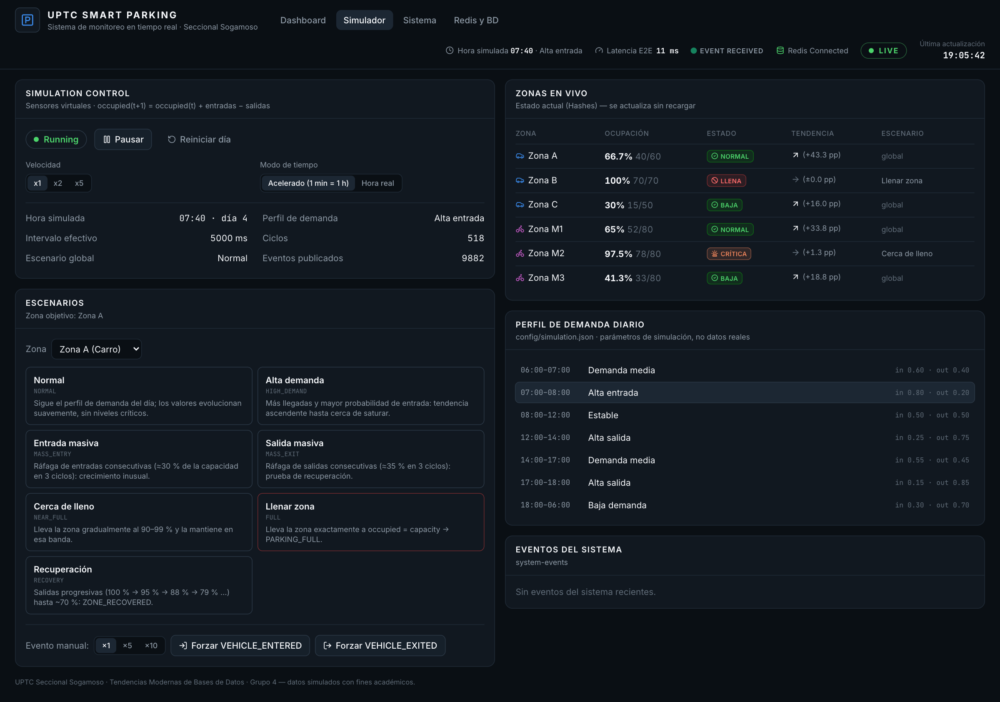 UPTC SMART PARKING
Sistema de monitoreo en tiempo real · Seccional Sogamoso
Dashboard
Simulador
Sistema
Redis y BD
Hora simulada 07:40 · Alta entrada
Latencia E2E 11 ms
EVENT RECEIVED
Redis Connected
LIVE
Última actualización
19:05:42
SIMULATION CONTROL
Sensores virtuales · occupied(t+1) = occupied(t) + entradas − salidas
Running
Pausar
Reiniciar día
Velocidad
x1 x2 x5
Modo de tiempo
Acelerado (1 min = 1 h) Hora real
Hora simulada 07:40 · día 4
Perfil de demanda Alta entrada
Intervalo efectivo 5000 ms
Ciclos 518
Escenario global Normal
Eventos publicados 9882
ESCENARIOS
Zona objetivo: Zona A
Zona Zona A (Carro)
Normal
NORMAL
Sigue el perfil de demanda del día; los valores evolucionan
suavemente, sin niveles críticos.
Alta demanda
HIGH_DEMAND
Más llegadas y mayor probabilidad de entrada: tendencia
ascendente hasta cerca de saturar.
Entrada masiva
MASS_ENTRY
Ráfaga de entradas consecutivas (≈30 % de la capacidad
en 3 ciclos): crecimiento inusual.
Salida masiva
MASS_EXIT
Ráfaga de salidas consecutivas (≈35 % en 3 ciclos):
prueba de recuperación.
Cerca de lleno
NEAR_FULL
Lleva la zona gradualmente al 90–99 % y la mantiene en
esa banda.
Llenar zona
FULL
Lleva la zona exactamente a occupied = capacity →
PARKING_FULL.
Recuperación
RECOVERY
Salidas progresivas (100 % → 95 % → 88 % → 79 % …)
hasta ~70 %: ZONE_RECOVERED.
Evento manual: ×1 ×5 ×10 Forzar VEHICLE_ENTERED Forzar VEHICLE_EXITED
ZONAS EN VIVO
Estado actual (Hashes) — se actualiza sin recargar
ZONA OCUPACIÓN ESTADO TENDENCIA ESCENARIO
Zona A 66.7% 40/60 NORMAL (+43.3 pp) global
Zona B 100% 70/70 LLENA → (±0.0 pp) Llenar zona
Zona C 30% 15/50 BAJA (+16.0 pp) global
Zona M1 65% 52/80 NORMAL (+33.8 pp) global
Zona M2 97.5% 78/80 CRÍTICA → (+1.3 pp) Cerca de lleno
Zona M3 41.3% 33/80 BAJA (+18.8 pp) global
PERFIL DE DEMANDA DIARIO
config/simulation.json · parámetros de simulación, no datos reales
06:00–07:00 Demanda media in 0.60 · out 0.40
07:00–08:00 Alta entrada in 0.80 · out 0.20
08:00–12:00 Estable in 0.50 · out 0.50
12:00–14:00 Alta salida in 0.25 · out 0.75
14:00–17:00 Demanda media in 0.55 · out 0.45
17:00–18:00 Alta salida in 0.15 · out 0.85
18:00–06:00 Baja demanda in 0.30 · out 0.70
EVENTOS DEL SISTEMA
system-events
Sin eventos del sistema recientes.
UPTC Seccional Sogamoso · Tendencias Modernas de Bases de Datos · Grupo 4 — datos simulados con fines académicos.